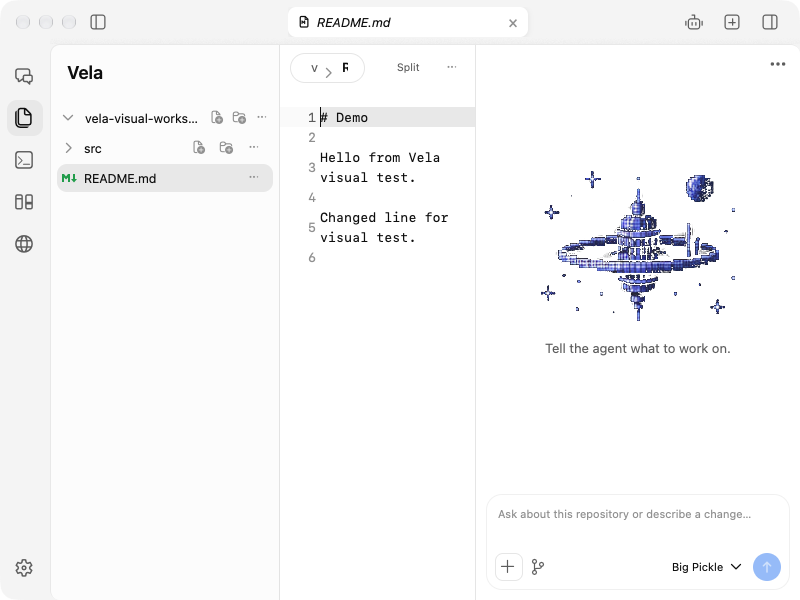 README.md
Vela
vela-visual-works...
src
README.md
v
Split
1 # Demo
2
3 Hello from Vela
visual test.
4
5 Changed line for
visual test.
6
Tell the agent what to work on.
Ask about this repository or describe a change...
Big Pickle